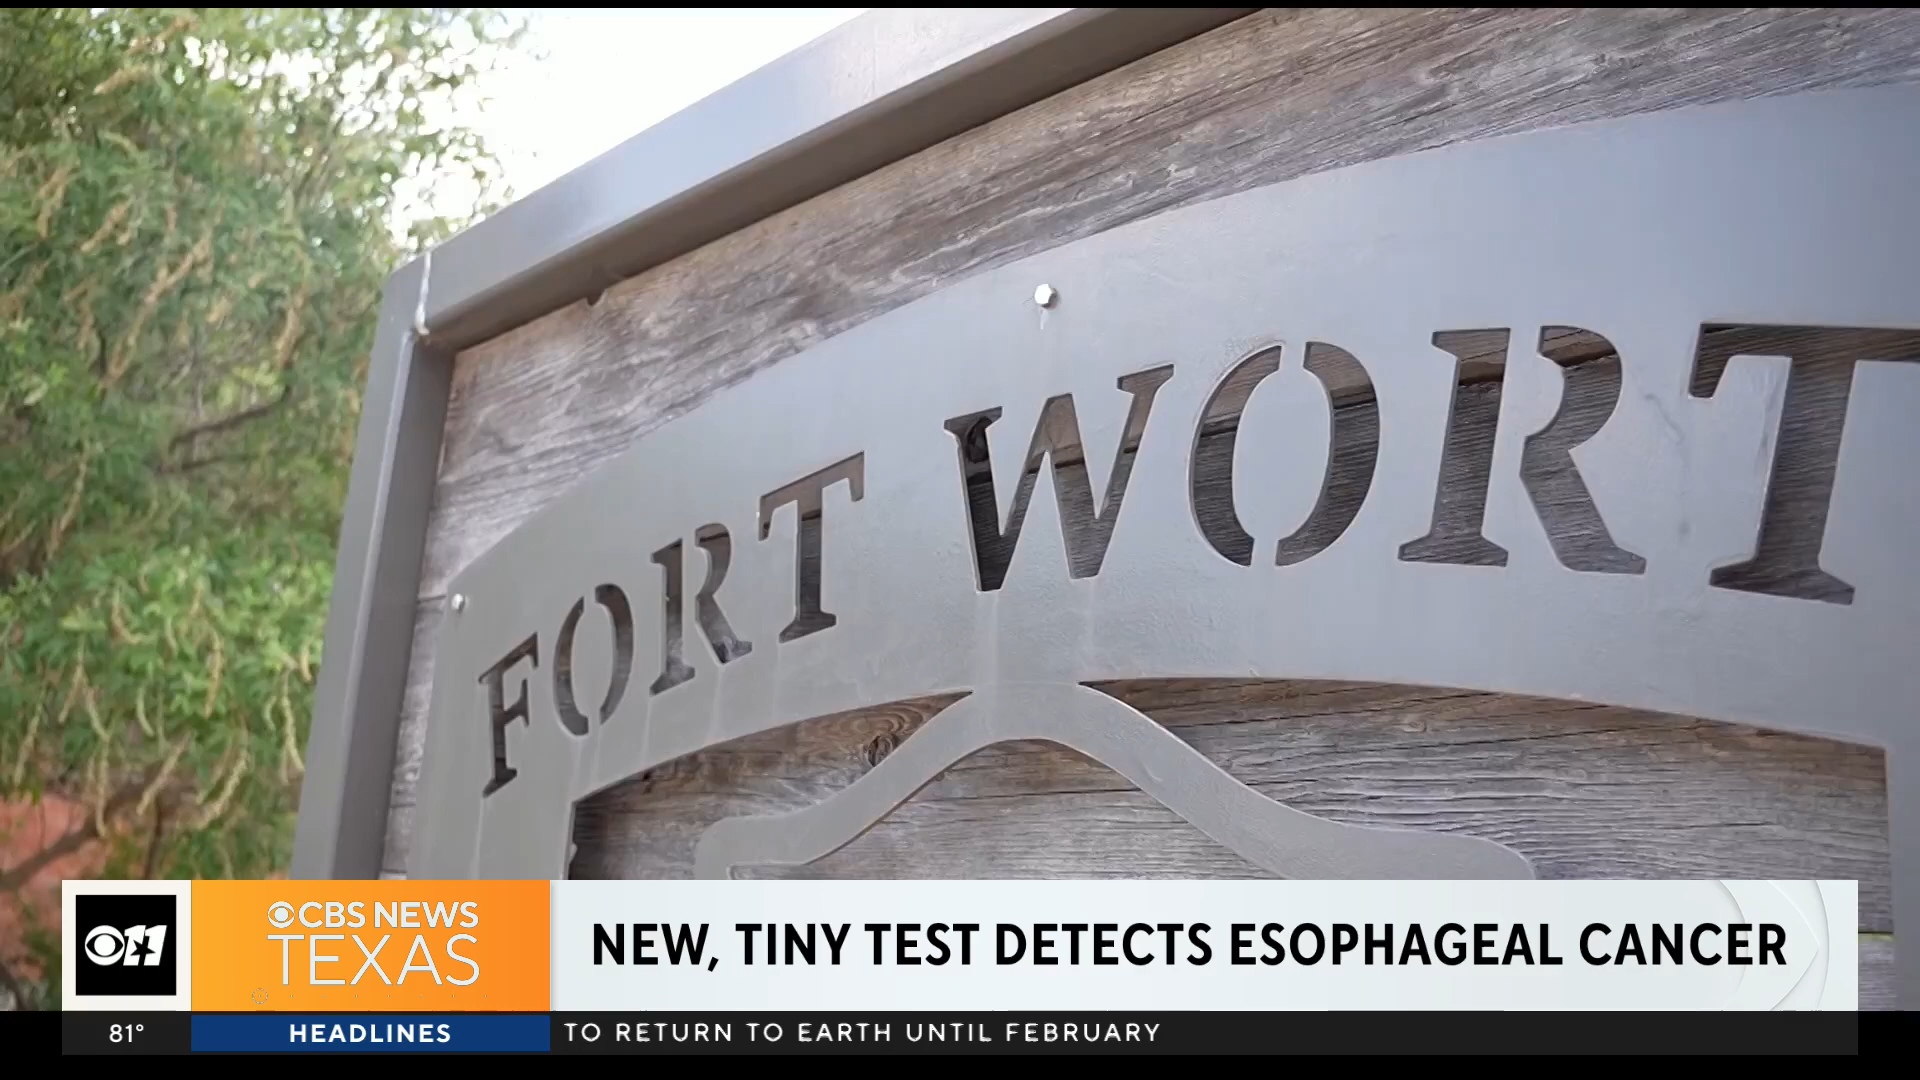 FORT WORT
CBS NEWS
TEXAS
11
NEW, TINY TEST DETECTS ESOPHAGEAL CANCER
81°
HEADLINES
TO RETURN TO EARTH UNTIL FEBRUARY